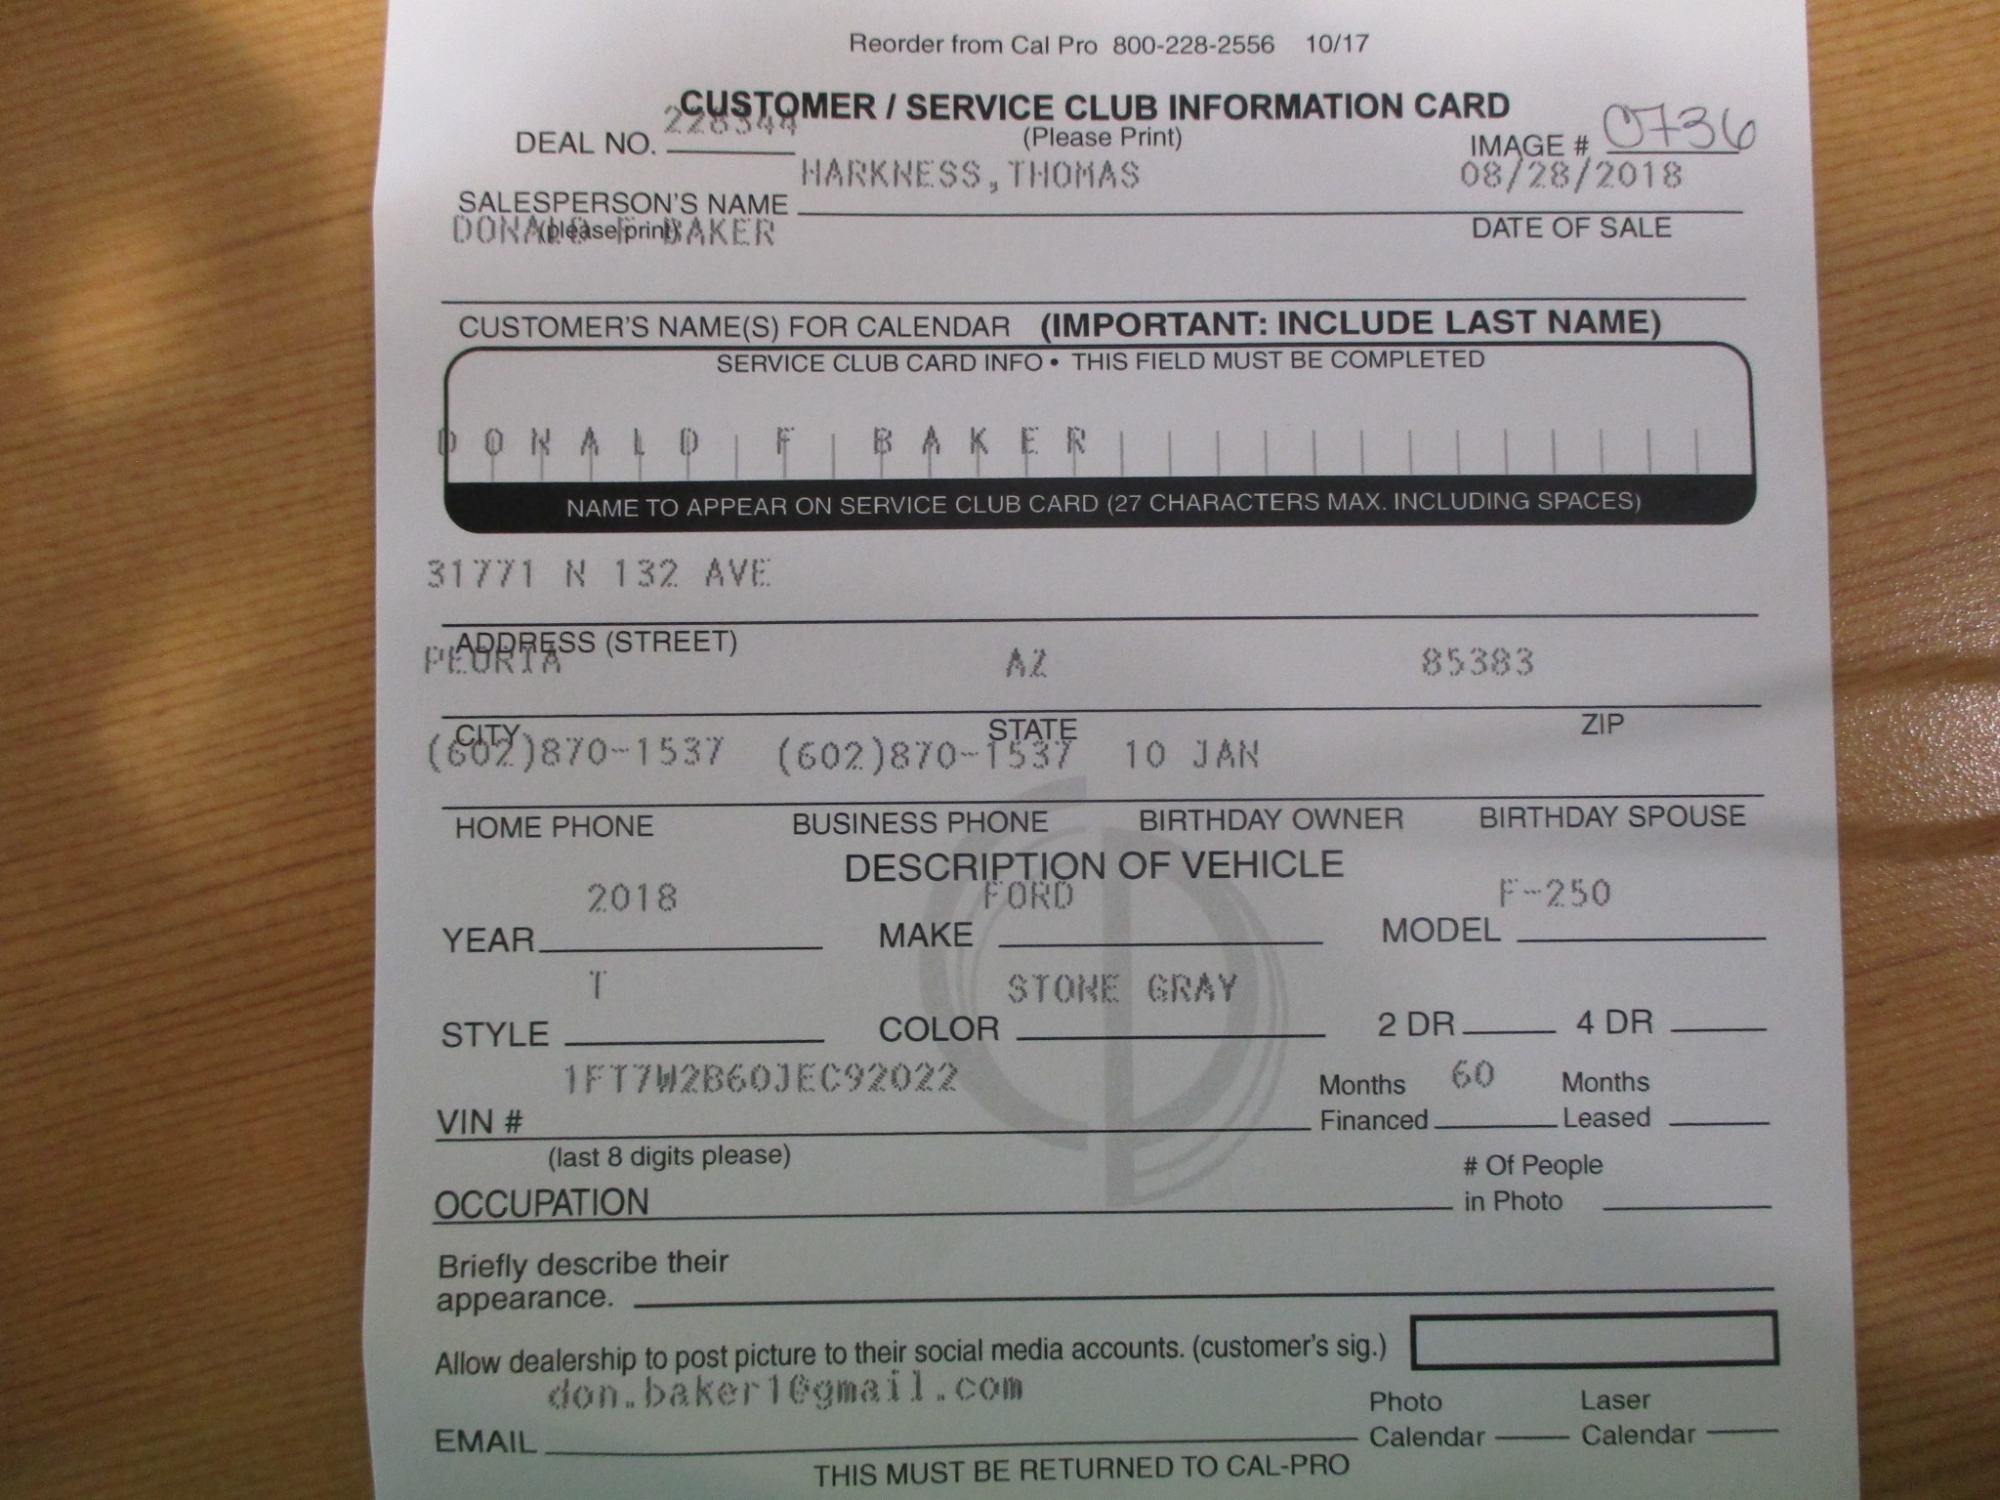 Reorder from Cal Pro 800-228-2556 10/17
CUSTOMER / SERVICE CLUB INFORMATION CARD
DEAL NO. 228344 (Please Print) IMAGE # 0736
HARKNESS,THOMAS 08/28/2018
SALESPERSON'S NAME
(please print) DATE OF SALE
DONALD F BAKER
CUSTOMER'S NAME(S) FOR CALENDAR (IMPORTANT: INCLUDE LAST NAME)
SERVICE CLUB CARD INFO • THIS FIELD MUST BE COMPLETED
DONALD F BAKER
NAME TO APPEAR ON SERVICE CLUB CARD (27 CHARACTERS MAX. INCLUDING SPACES)
31771 N 132 AVE
ADDRESS (STREET)
PEORIA AZ 85383
CITY STATE ZIP
(602)870-1537 (602)870-1537 10 JAN
HOME PHONE BUSINESS PHONE BIRTHDAY OWNER BIRTHDAY SPOUSE
DESCRIPTION OF VEHICLE
2018 FORD F-250
YEAR MAKE MODEL
T STONE GRAY
STYLE COLOR 2 DR 4 DR
1FT7W2B60JEC92022 Months 60 Months
VIN # Financed Leased
(last 8 digits please) # Of People
OCCUPATION in Photo
Briefly describe their
appearance.
Allow dealership to post picture to their social media accounts. (customer's sig.)
don.baker1@gmail.com Photo Laser
EMAIL Calendar Calendar
THIS MUST BE RETURNED TO CAL-PRO